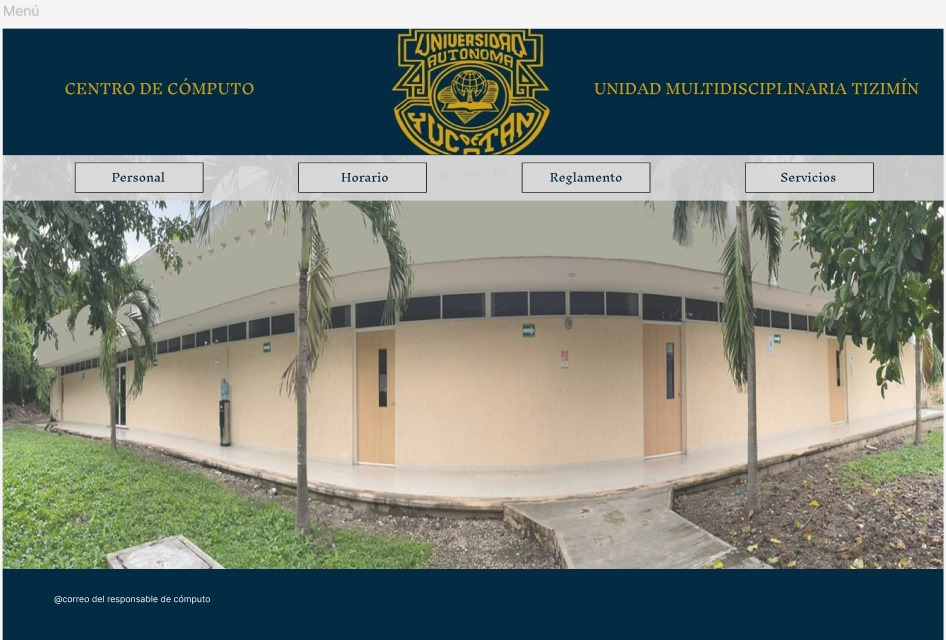 Menú
CENTRO DE CÓMPUTO
UNIVERSIDAD
AUTONOMA
DE
YUCATAN
UNIDAD MULTIDISCIPLINARIA TIZIMÍN
Personal
Horario
Reglamento
Servicios
@correo del responsable de cómputo